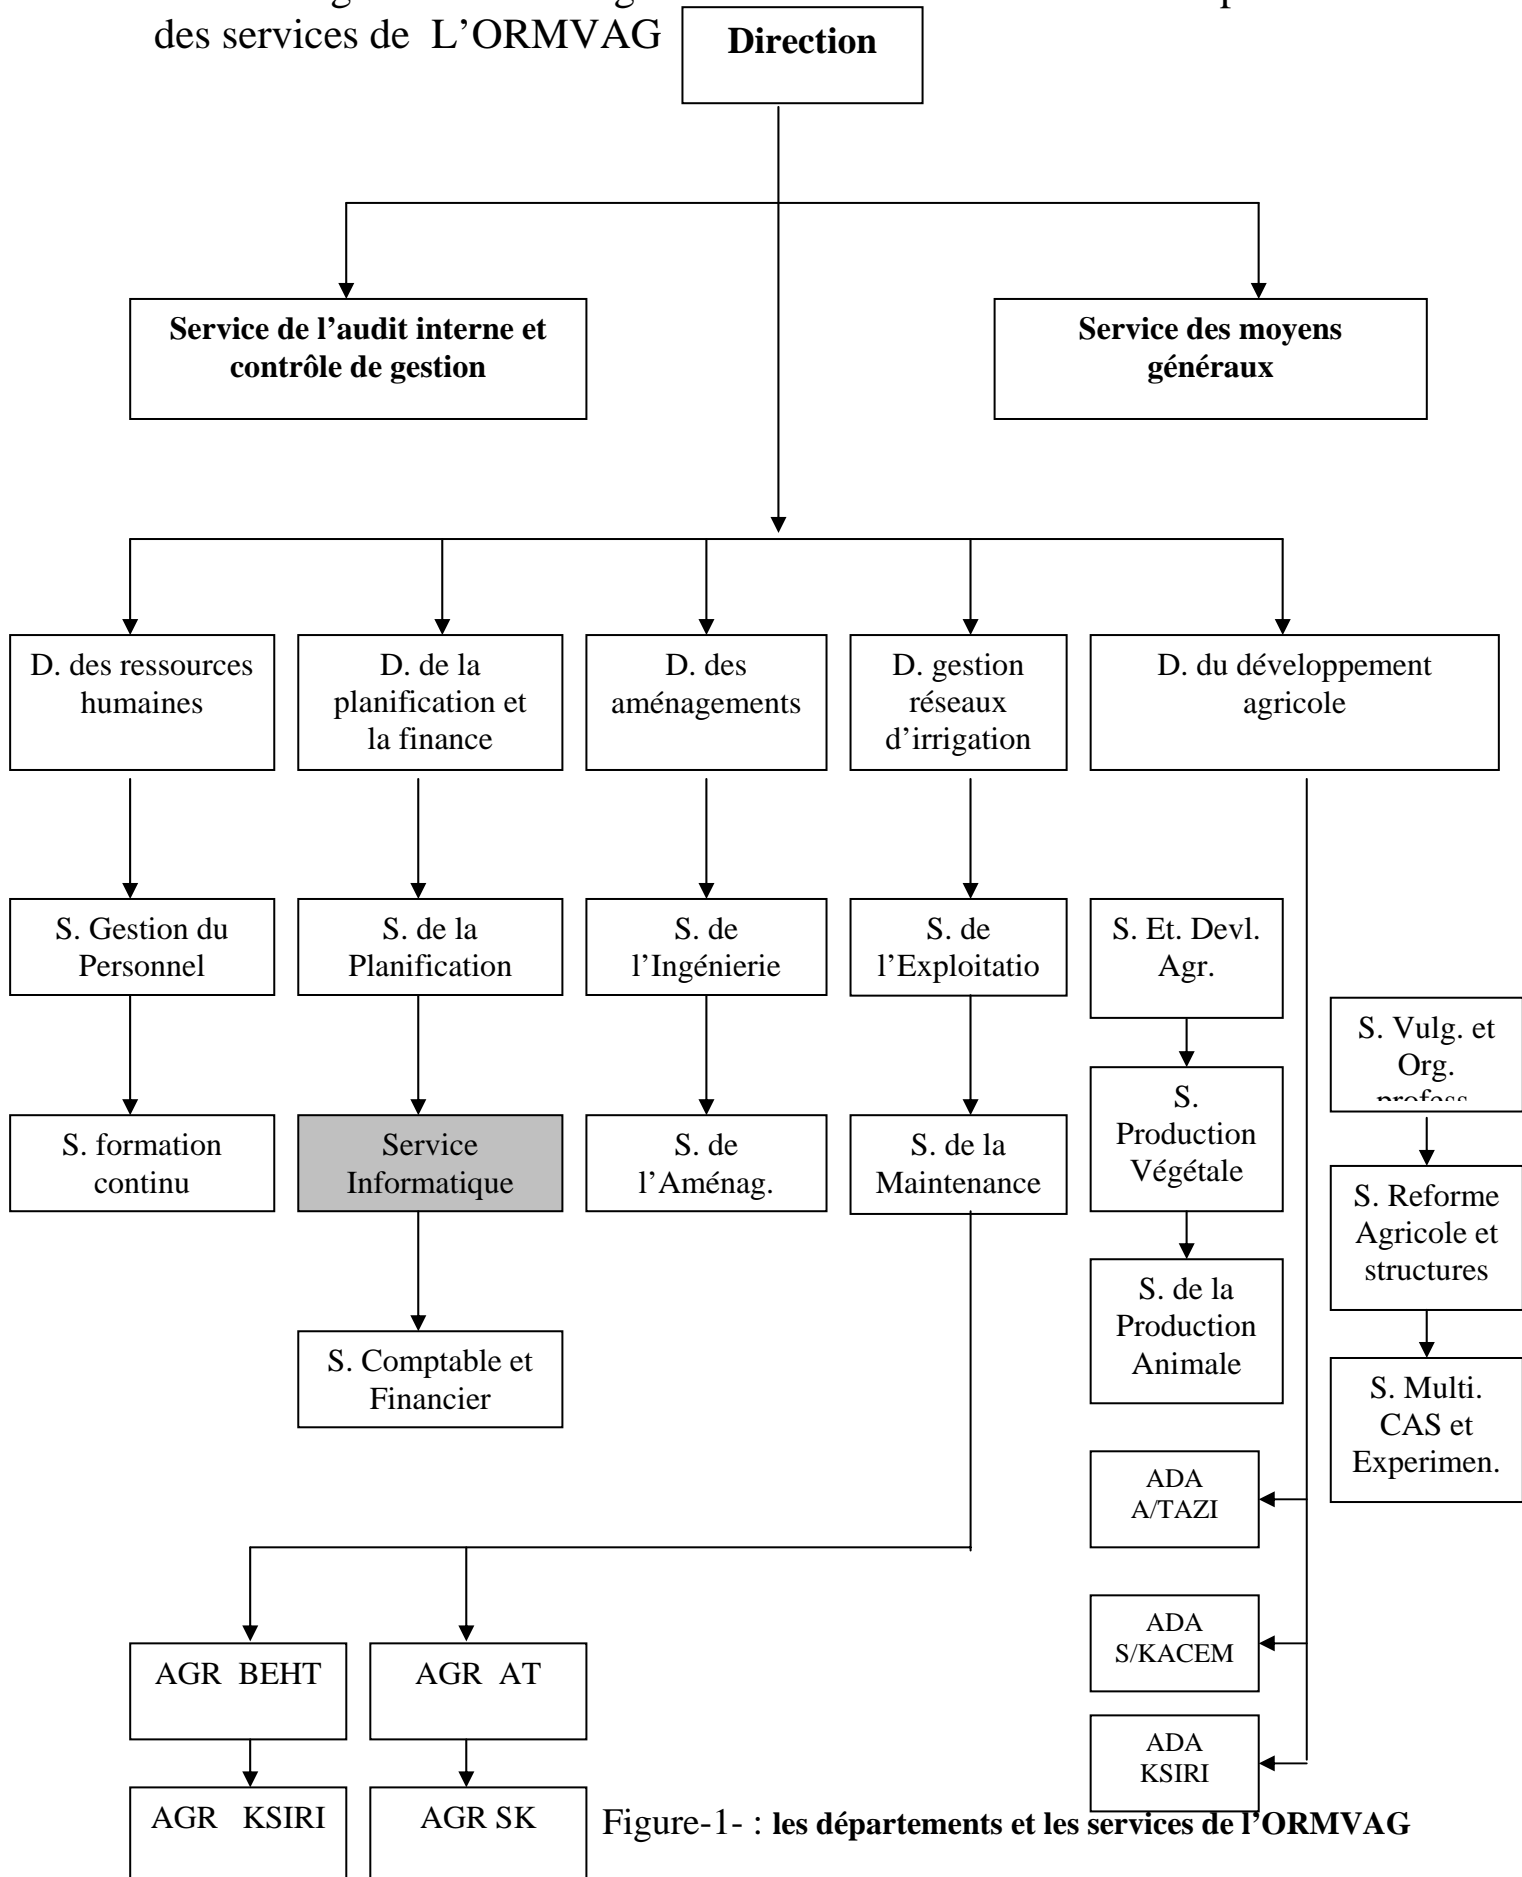 des services de L'ORMVAG
Direction
Service de l'audit interne et
contrôle de gestion
Service des moyens
généraux
D. des ressources
humaines
D. de la
planification et
la finance
D. des
aménagements
D. gestion
réseaux
d'irrigation
D. du développement
agricole
S. Gestion du
Personnel
S. de la
Planification
S. de
l'Ingénierie
S. de
l'Exploitatio
S. Et. Devl.
Agr.
S. Vulg. et
Org.
profess
S. formation
continu
Service
Informatique
S. de
l'Aménag.
S. de la
Maintenance
S.
Production
Végétale
S. Reforme
Agricole et
structures
S. de la
Production
Animale
S. Comptable et
Financier
S. Multi.
CAS et
Experimen.
ADA
A/TAZI
ADA
S/KACEM
ADA
KSIRI
AGR BEHT
AGR AT
AGR KSIRI
AGR SK
Figure-1- : les départements et les services de l'ORMVAG